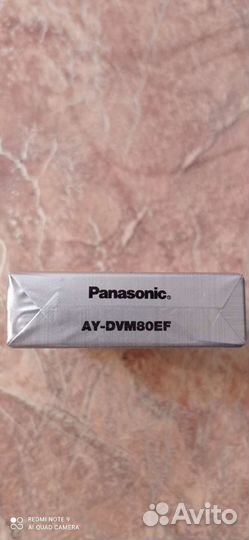 Panasonic®
AY-DVM80EF
REDMI NOTE 9
AI QUAD CAMERA
Avito